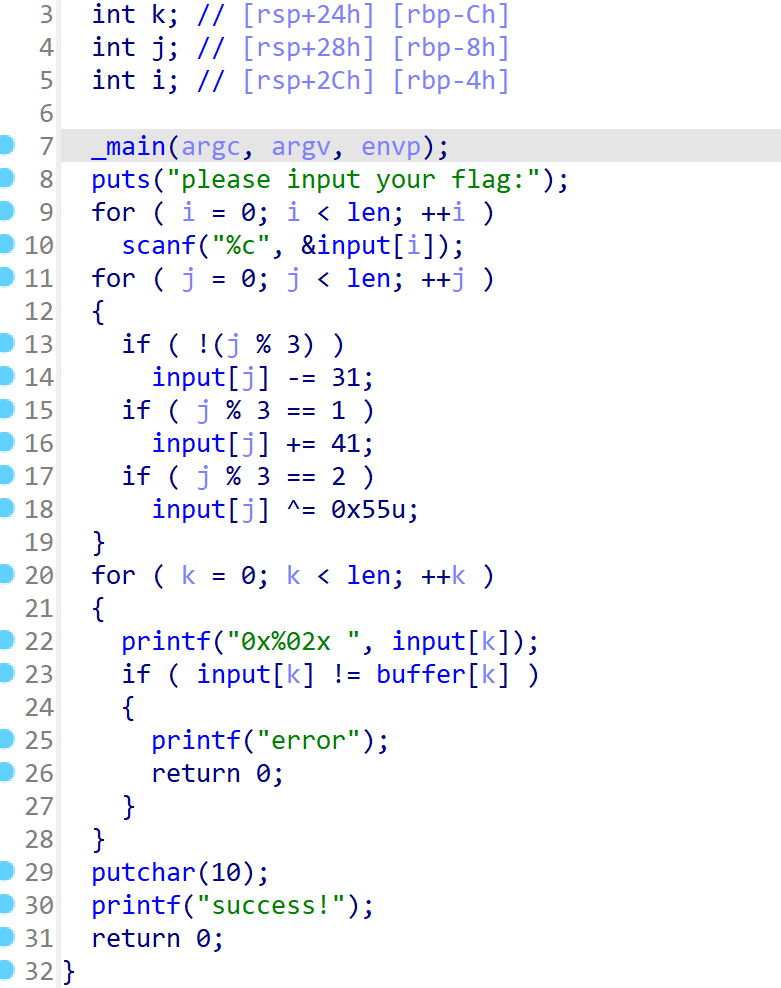 3 int k; // [rsp+24h] [rbp-Ch]
4 int j; // [rsp+28h] [rbp-8h]
5 int i; // [rsp+2Ch] [rbp-4h]
6
7 _main(argc, argv, envp);
8 puts("please input your flag:");
9 for ( i = 0; i < len; ++i )
10 scanf("%c", &input[i]);
11 for ( j = 0; j < len; ++j )
12 {
13 if ( !(j % 3) )
14 input[j] -= 31;
15 if ( j % 3 == 1 )
16 input[j] += 41;
17 if ( j % 3 == 2 )
18 input[j] ^= 0x55u;
19 }
20 for ( k = 0; k < len; ++k )
21 {
22 printf("0x%02x ", input[k]);
23 if ( input[k] != buffer[k] )
24 {
25 printf("error");
26 return 0;
27 }
28 }
29 putchar(10);
30 printf("success!");
31 return 0;
32 }